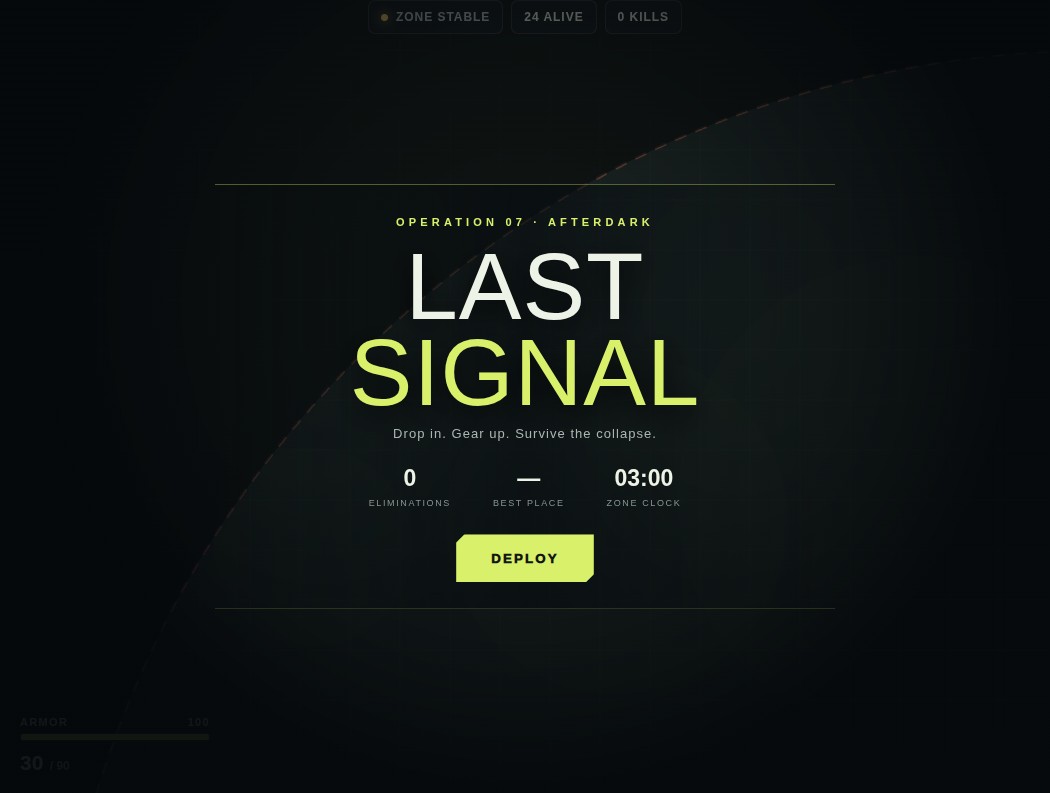 ZONE STABLE 24 ALIVE 0 KILLS
OPERATION 07 · AFTERDARK
LAST
SIGNAL
Drop in. Gear up. Survive the collapse.
0 — 03:00
ELIMINATIONS BEST PLACE ZONE CLOCK
DEPLOY
ARMOR 100
30 / 90